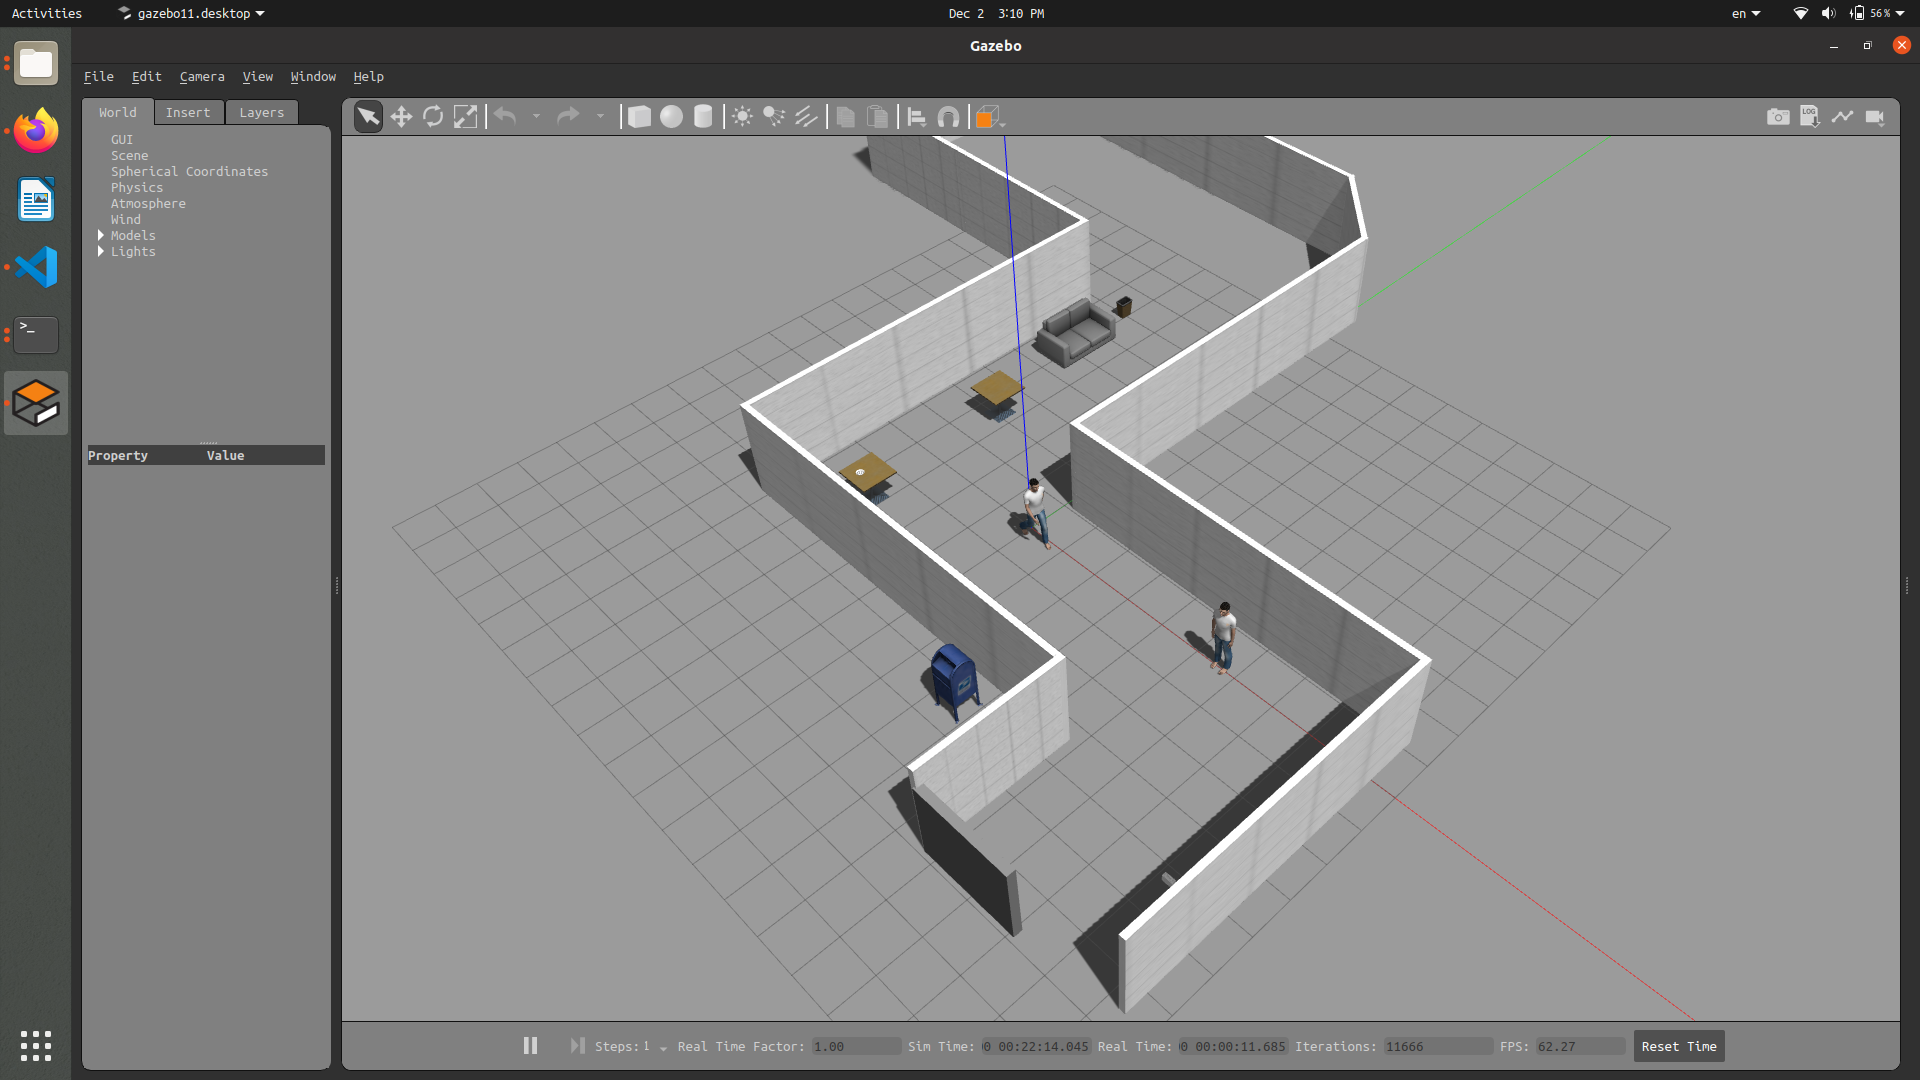 Activities
gazebo11.desktop
Dec 2 3:10 PM
en
56%
Gazebo
File Edit Camera View Window Help
World Insert Layers
LOG
GUI
Scene
Spherical Coordinates
Physics
Atmosphere
Wind
Models
Lights
>_
Property Value
Steps: 1 Real Time Factor: 1.00 Sim Time: 00:22:14.045 Real Time: 00:00:11.685 Iterations: 11666 FPS: 62.27 Reset Time